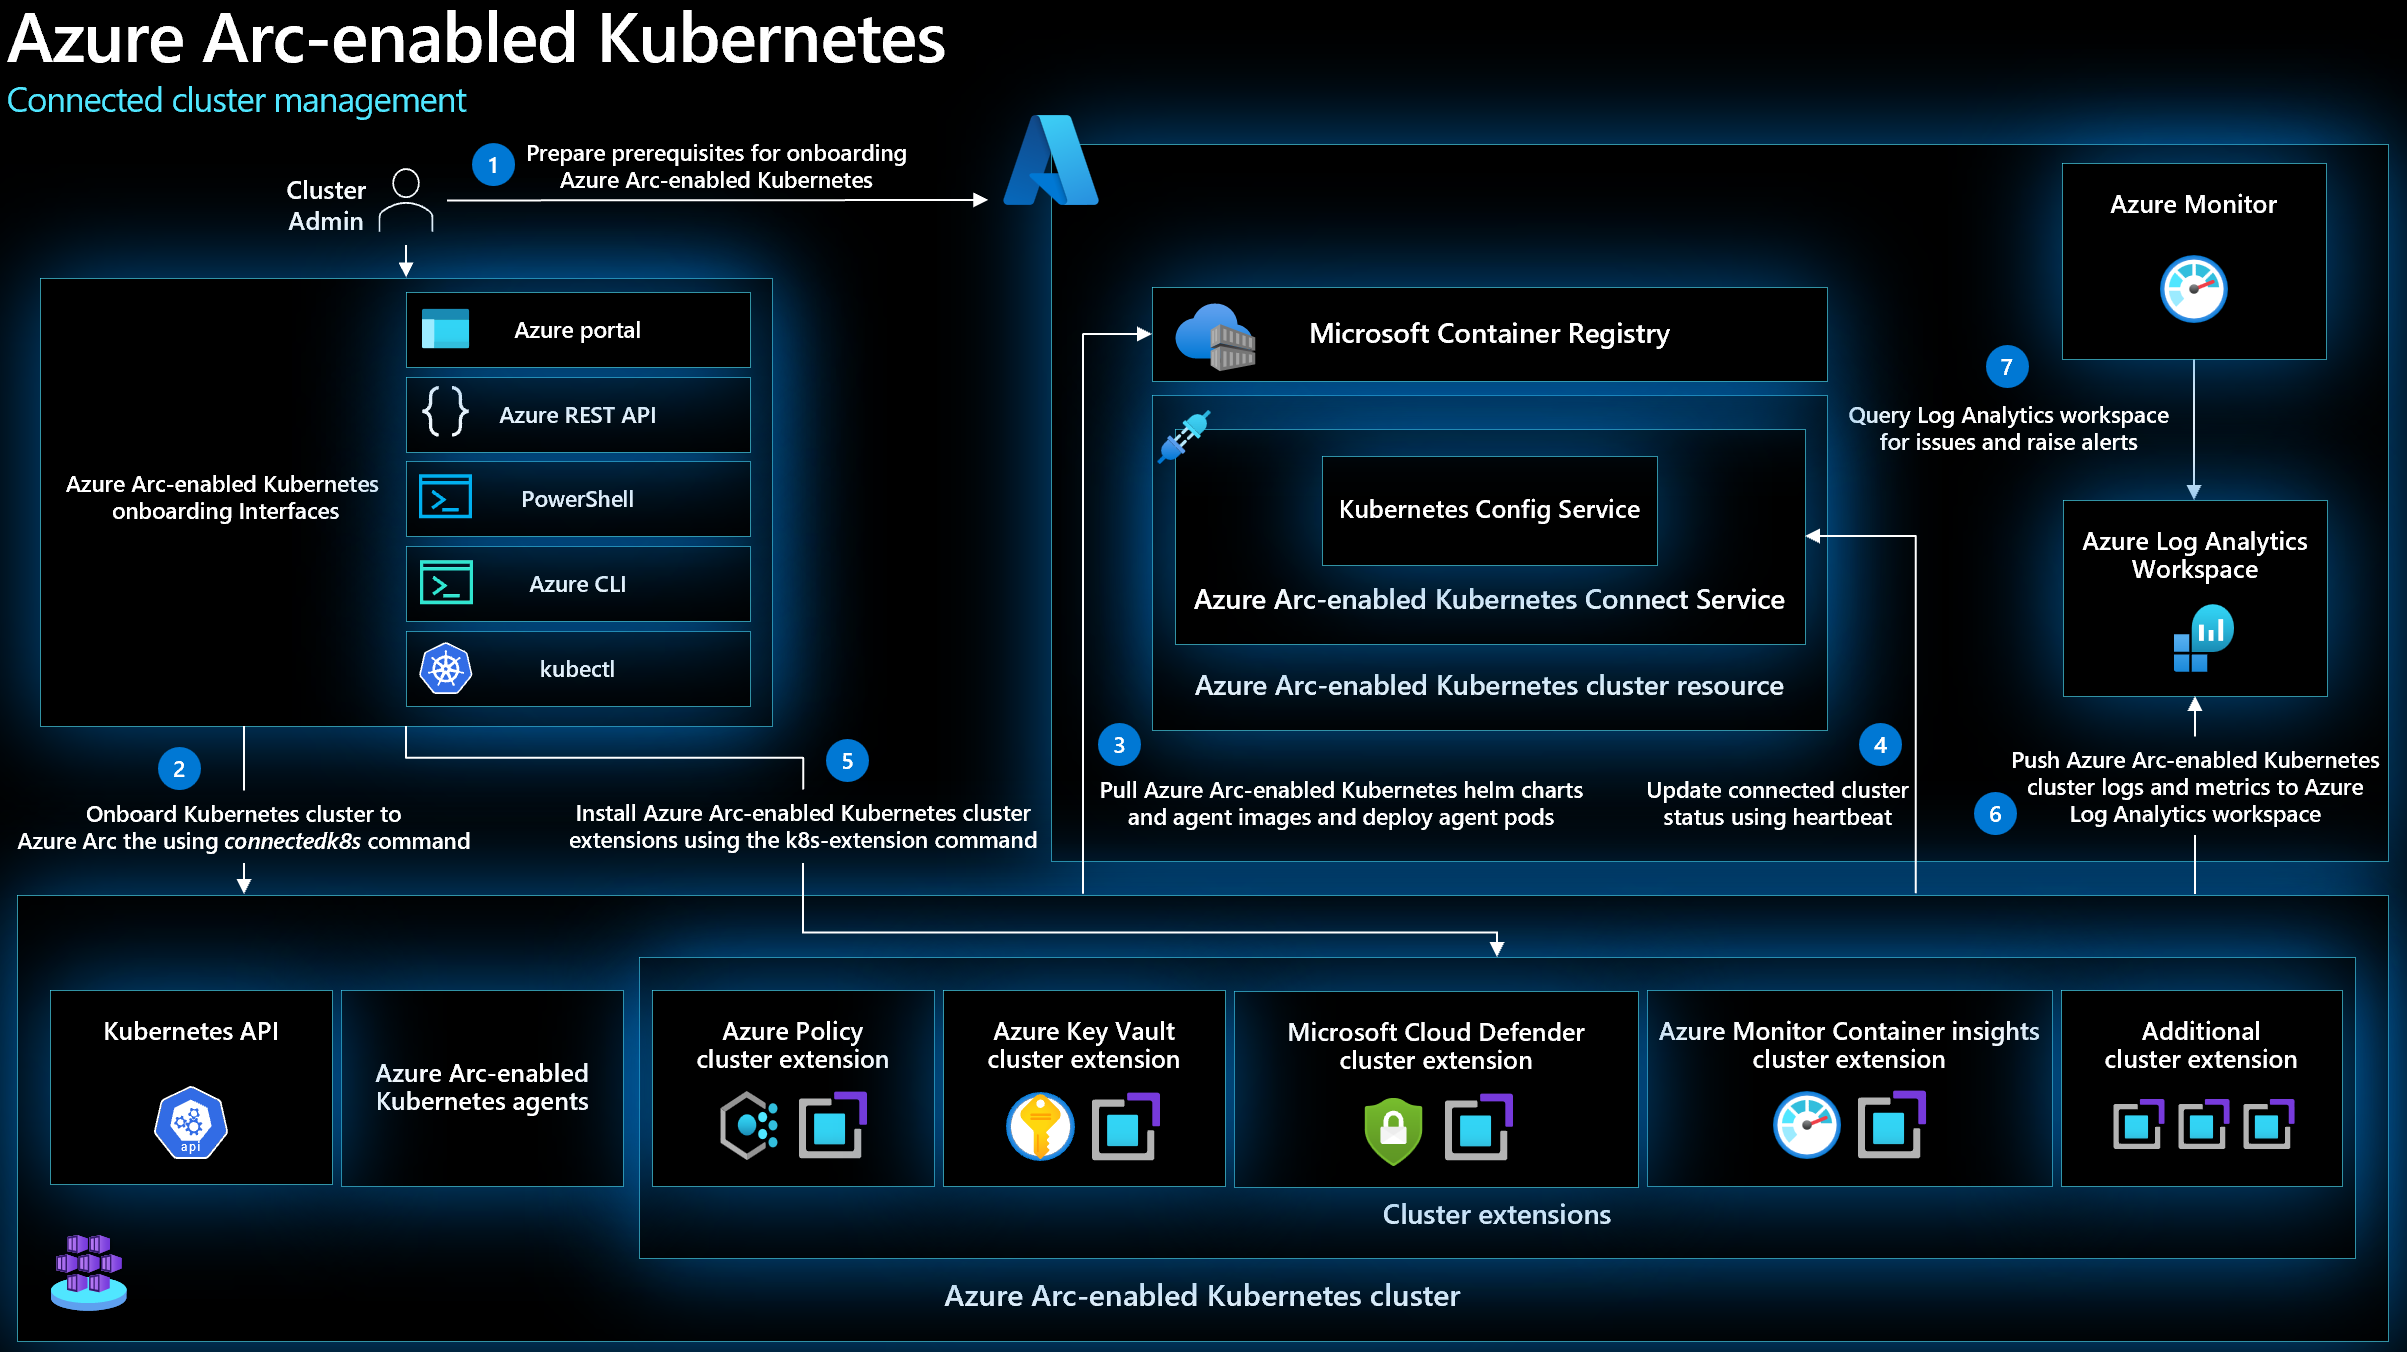 Azure Arc-enabled Kubernetes
Connected cluster management
Cluster
Admin
1
Prepare prerequisites for onboarding
Azure Arc-enabled Kubernetes
Azure Arc-enabled Kubernetes
onboarding Interfaces
Azure portal
Azure REST API
PowerShell
Azure CLI
kubectl
2
Onboard Kubernetes cluster to
Azure Arc the using connectedk8s command
5
Install Azure Arc-enabled Kubernetes cluster
extensions using the k8s-extension command
Microsoft Container Registry
Kubernetes Config Service
Azure Arc-enabled Kubernetes Connect Service
Azure Arc-enabled Kubernetes cluster resource
3
Pull Azure Arc-enabled Kubernetes helm charts
and agent images and deploy agent pods
4
Update connected cluster
status using heartbeat
Azure Monitor
7
Query Log Analytics workspace
for issues and raise alerts
Azure Log Analytics
Workspace
6
Push Azure Arc-enabled Kubernetes
cluster logs and metrics to Azure
Log Analytics workspace
Kubernetes API
api
Azure Arc-enabled
Kubernetes agents
Azure Policy
cluster extension
Azure Key Vault
cluster extension
Microsoft Cloud Defender
cluster extension
Azure Monitor Container insights
cluster extension
Additional
cluster extension
Cluster extensions
Azure Arc-enabled Kubernetes cluster